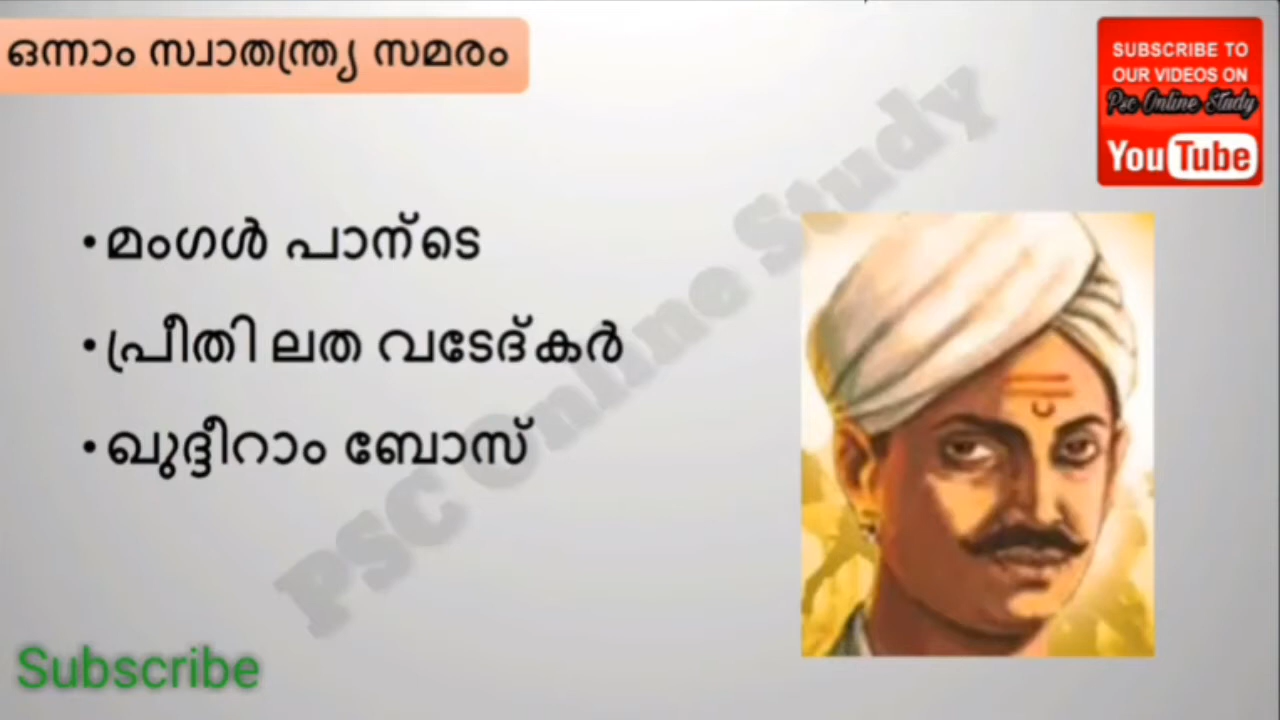 ഒന്നാം സ്വാതന്ത്ര്യ സമരം
SUBSCRIBE TO
OUR VIDEOS ON
Psc Online Study
YouTube
•മംഗൾ പാന്ടെ
•പ്രീതി ലത വടേദ്കർ
•ഖുദ്ദീറാം ബോസ്
PSC Online Study
Subscribe